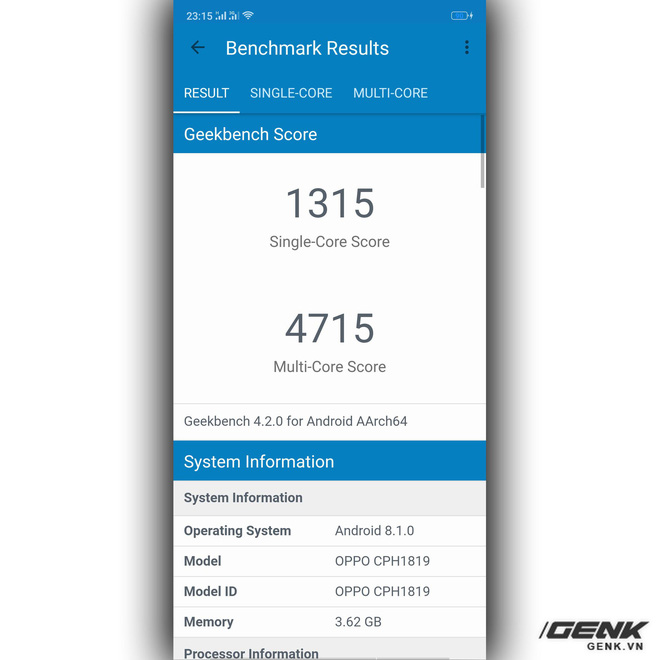 23:15
Benchmark Results
RESULT SINGLE-CORE MULTI-CORE
Geekbench Score
1315
Single-Core Score
4715
Multi-Core Score
Geekbench 4.2.0 for Android AArch64
System Information
System Information
Operating System Android 8.1.0
Model OPPO CPH1819
Model ID OPPO CPH1819
Memory 3.62 GB
Processor Information
GENK
GENK.VN